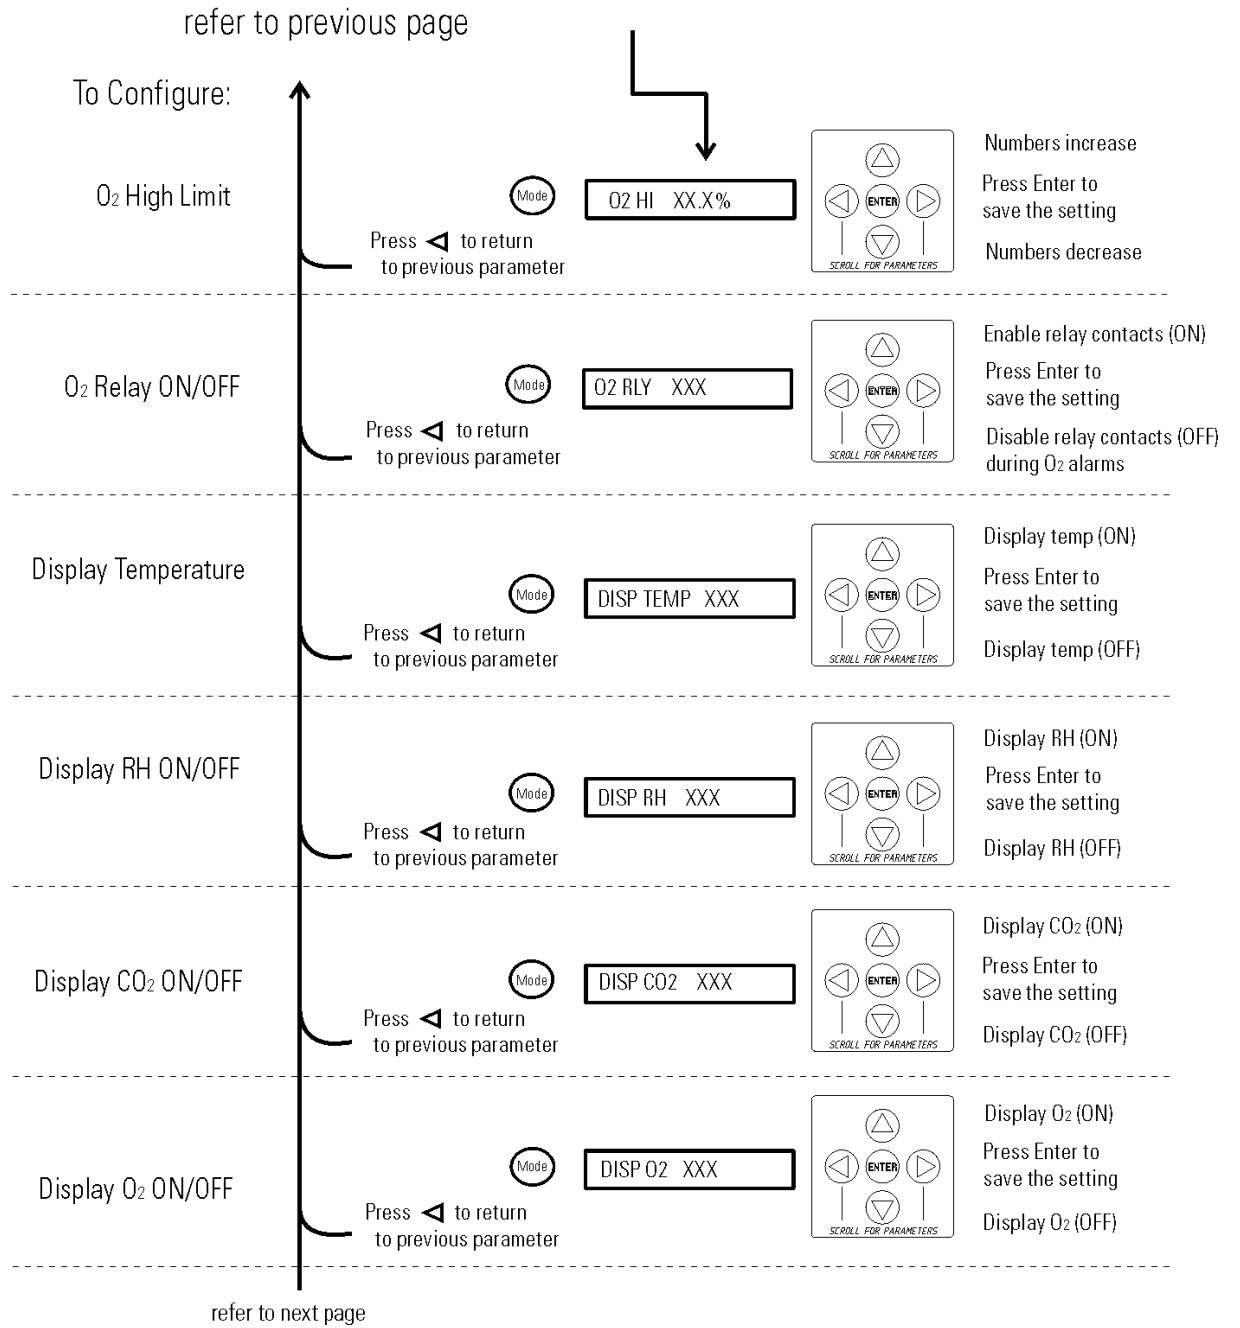 refer to previous page
To Configure:
O2 High Limit
Mode
O2 HI XX.X%
ENTER
SCROLL FOR PARAMETERS
Numbers increase
Press Enter to
save the setting
Numbers decrease
Press ◁ to return
to previous parameter
O2 Relay ON/OFF
Mode
O2 RLY XXX
ENTER
SCROLL FOR PARAMETERS
Enable relay contacts (ON)
Press Enter to
save the setting
Disable relay contacts (OFF)
during O2 alarms
Press ◁ to return
to previous parameter
Display Temperature
Mode
DISP TEMP XXX
ENTER
SCROLL FOR PARAMETERS
Display temp (ON)
Press Enter to
save the setting
Display temp (OFF)
Press ◁ to return
to previous parameter
Display RH ON/OFF
Mode
DISP RH XXX
ENTER
SCROLL FOR PARAMETERS
Display RH (ON)
Press Enter to
save the setting
Display RH (OFF)
Press ◁ to return
to previous parameter
Display CO2 ON/OFF
Mode
DISP CO2 XXX
ENTER
SCROLL FOR PARAMETERS
Display CO2 (ON)
Press Enter to
save the setting
Display CO2 (OFF)
Press ◁ to return
to previous parameter
Display O2 ON/OFF
Mode
DISP O2 XXX
ENTER
SCROLL FOR PARAMETERS
Display O2 (ON)
Press Enter to
save the setting
Display O2 (OFF)
Press ◁ to return
to previous parameter
refer to next page